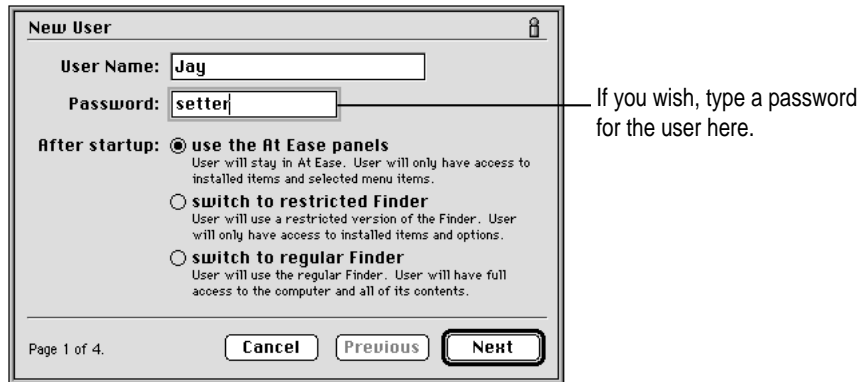 New User
User Name: Jay
Password: setter
If you wish, type a password
for the user here.
After startup: use the At Ease panels
User will stay in At Ease. User will only have access to
installed items and selected menu items.
switch to restricted Finder
User will use a restricted version of the Finder. User
will only have access to installed items and options.
switch to regular Finder
User will use the regular Finder. User will have full
access to the computer and all of its contents.
Page 1 of 4.
Cancel
Previous
Next